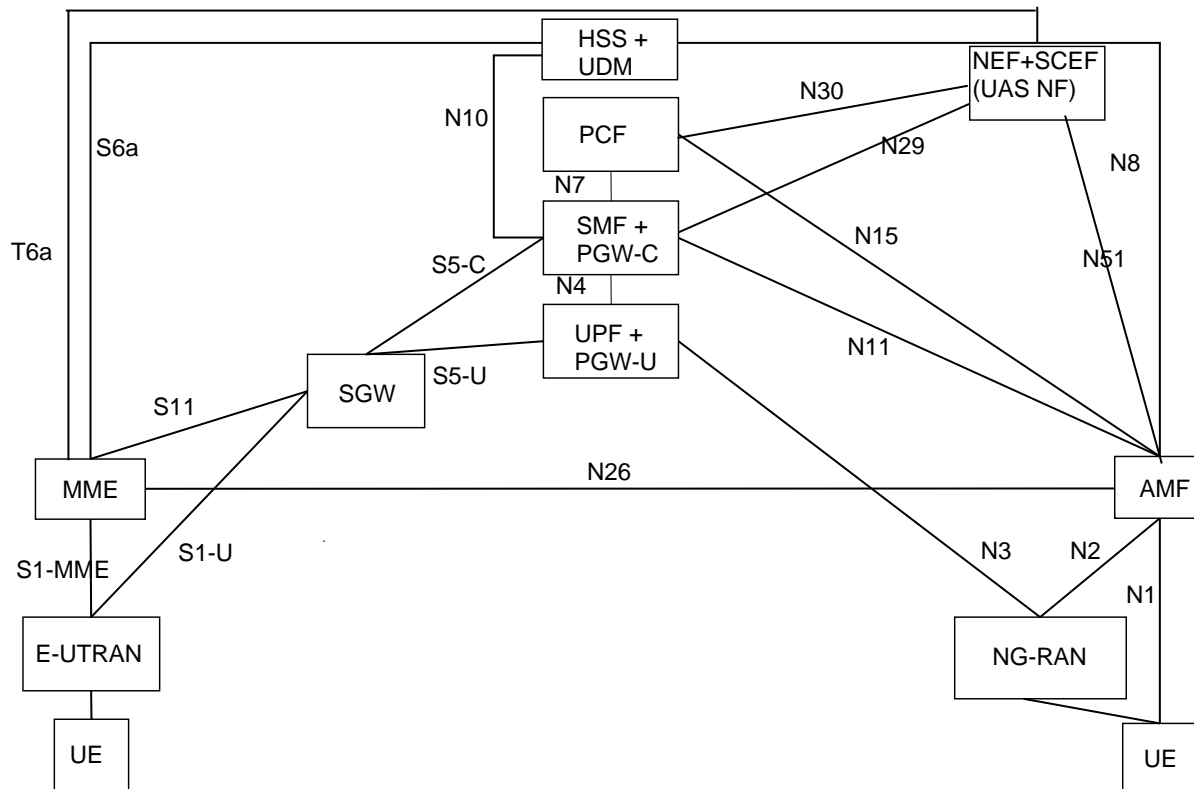 HSS +
UDM
NEF+SCEF
(UAS NF)
N30
N10
PCF
S6a
N29
N8
N7
SMF +
PGW-C
N15
T6a
S5-C
N51
N4
UPF +
PGW-U
N11
S5-U
SGW
S11
N26
MME
AMF
S1-U
N3
N2
S1-MME
N1
E-UTRAN
NG-RAN
UE
UE